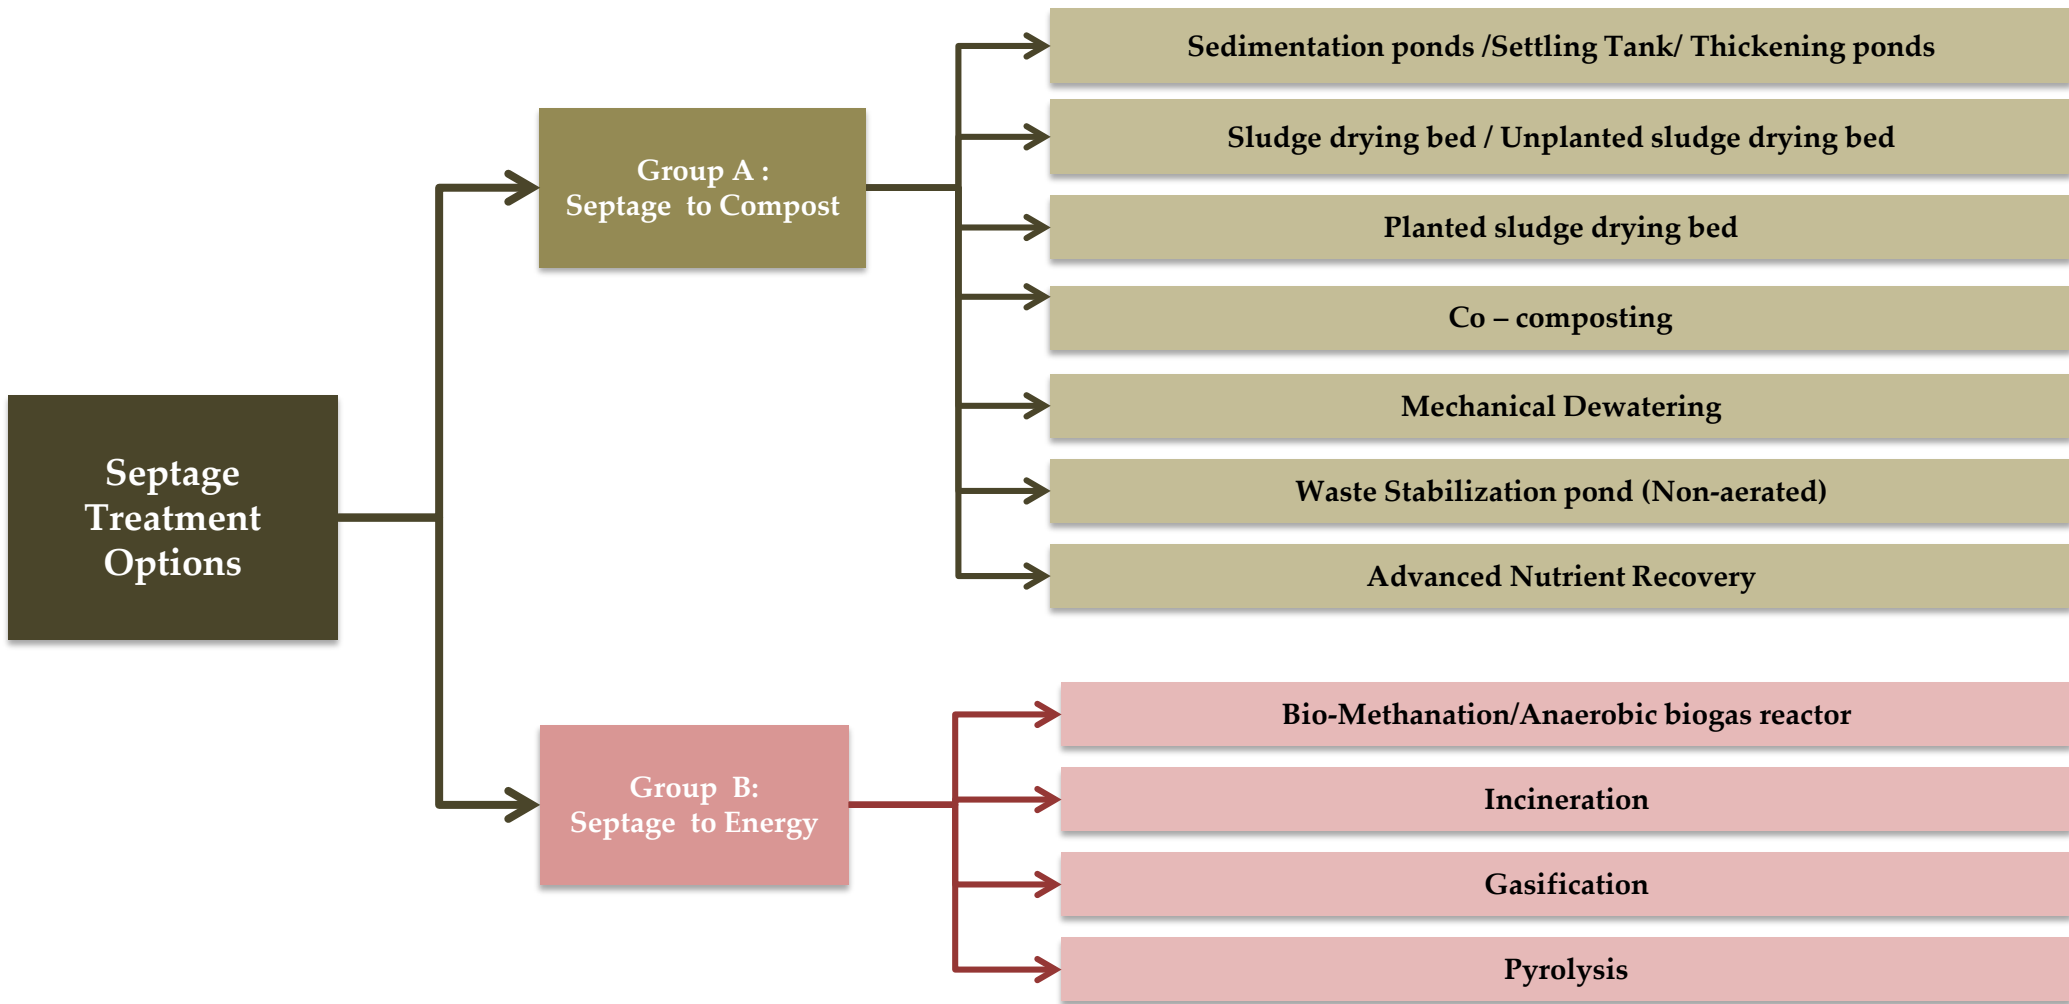 Septage
Treatment
Options
Group A :
Septage to Compost
Sedimentation ponds /Settling Tank/ Thickening ponds
Sludge drying bed / Unplanted sludge drying bed
Planted sludge drying bed
Co – composting
Mechanical Dewatering
Waste Stabilization pond (Non-aerated)
Advanced Nutrient Recovery
Group B:
Septage to Energy
Bio-Methanation/Anaerobic biogas reactor
Incineration
Gasification
Pyrolysis